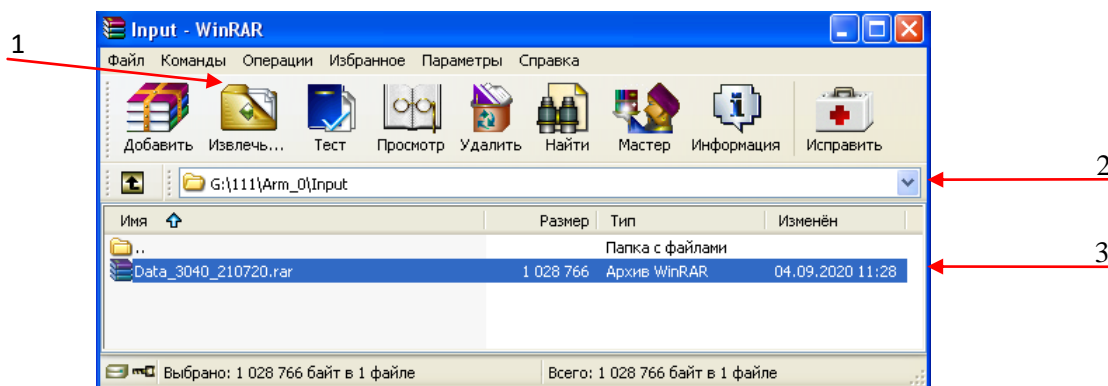 Input - WinRAR
1
Файл Команды Операции Избранное Параметры Справка
Добавить Извлечь... Тест Просмотр Удалить Найти Мастер Информация Исправить
G:\111\Arm_0\Input
2
Имя Размер Тип Изменён
.. Папка с файлами
Data_3040_210720.rar 1 028 766 Архив WinRAR 04.09.2020 11:28
3
Выбрано: 1 028 766 байт в 1 файле Всего: 1 028 766 байт в 1 файле